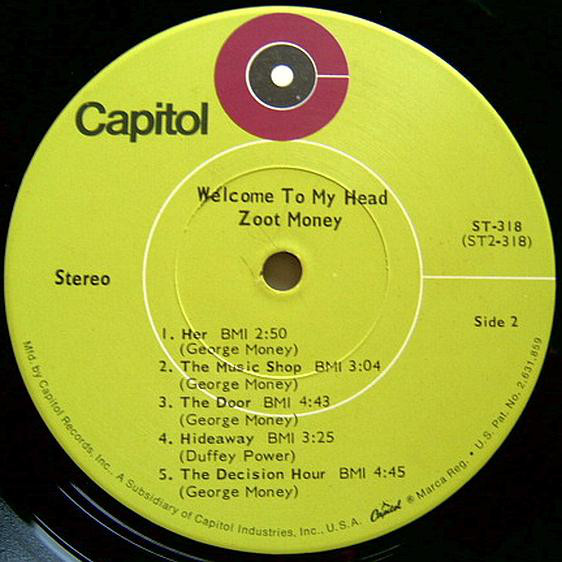 Capitol
Welcome To My Head
Zoot Money
ST-318
(ST2-318)
Stereo
Side 2
1. Her BMI 2:50
(George Money)
2. The Music Shop BMI 3:04
(George Money)
3. The Door BMI 4:43
(George Money)
4. Hideaway BMI 3:25
(Duffey Power)
5. The Decision Hour BMI 4:45
(George Money)
Mfd. by Capitol Records, Inc., A Subsidiary of Capitol Industries, Inc., U.S.A. Capitol ® Marca Reg. • U.S. Pat. No. 2,631,859